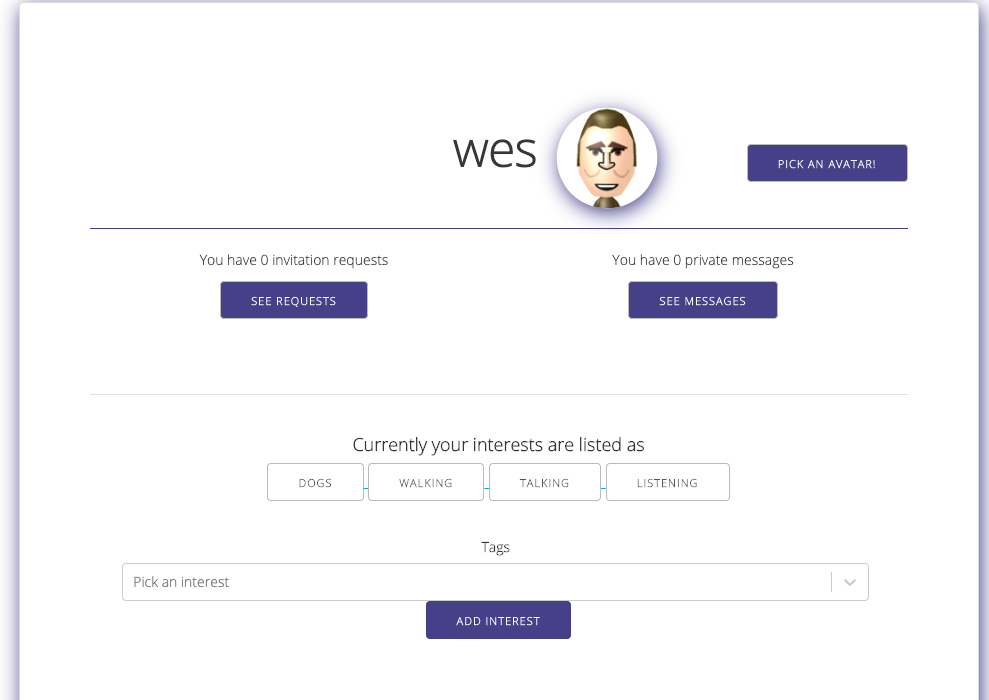 wes
PICK AN AVATAR!
You have 0 invitation requests
You have 0 private messages
SEE REQUESTS
SEE MESSAGES
Currently your interests are listed as
DOGS WALKING TALKING LISTENING
Tags
Pick an interest
ADD INTEREST